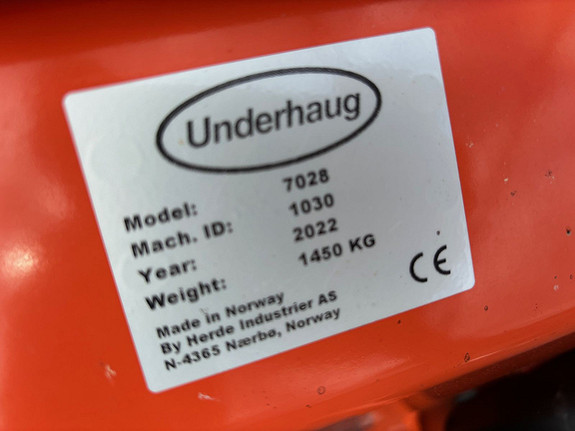 Underhaug
Model: 7028
Mach. ID: 1030
Year: 2022
Weight: 1450 KG
Made in Norway
By Herde Industrier AS
N-4365 Nærbø, Norway
CE